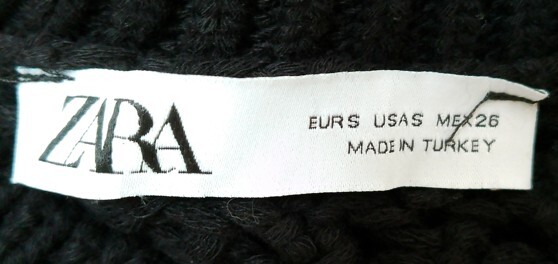 ZARA
EUR S USA S MEX 26
MADE IN TURKEY